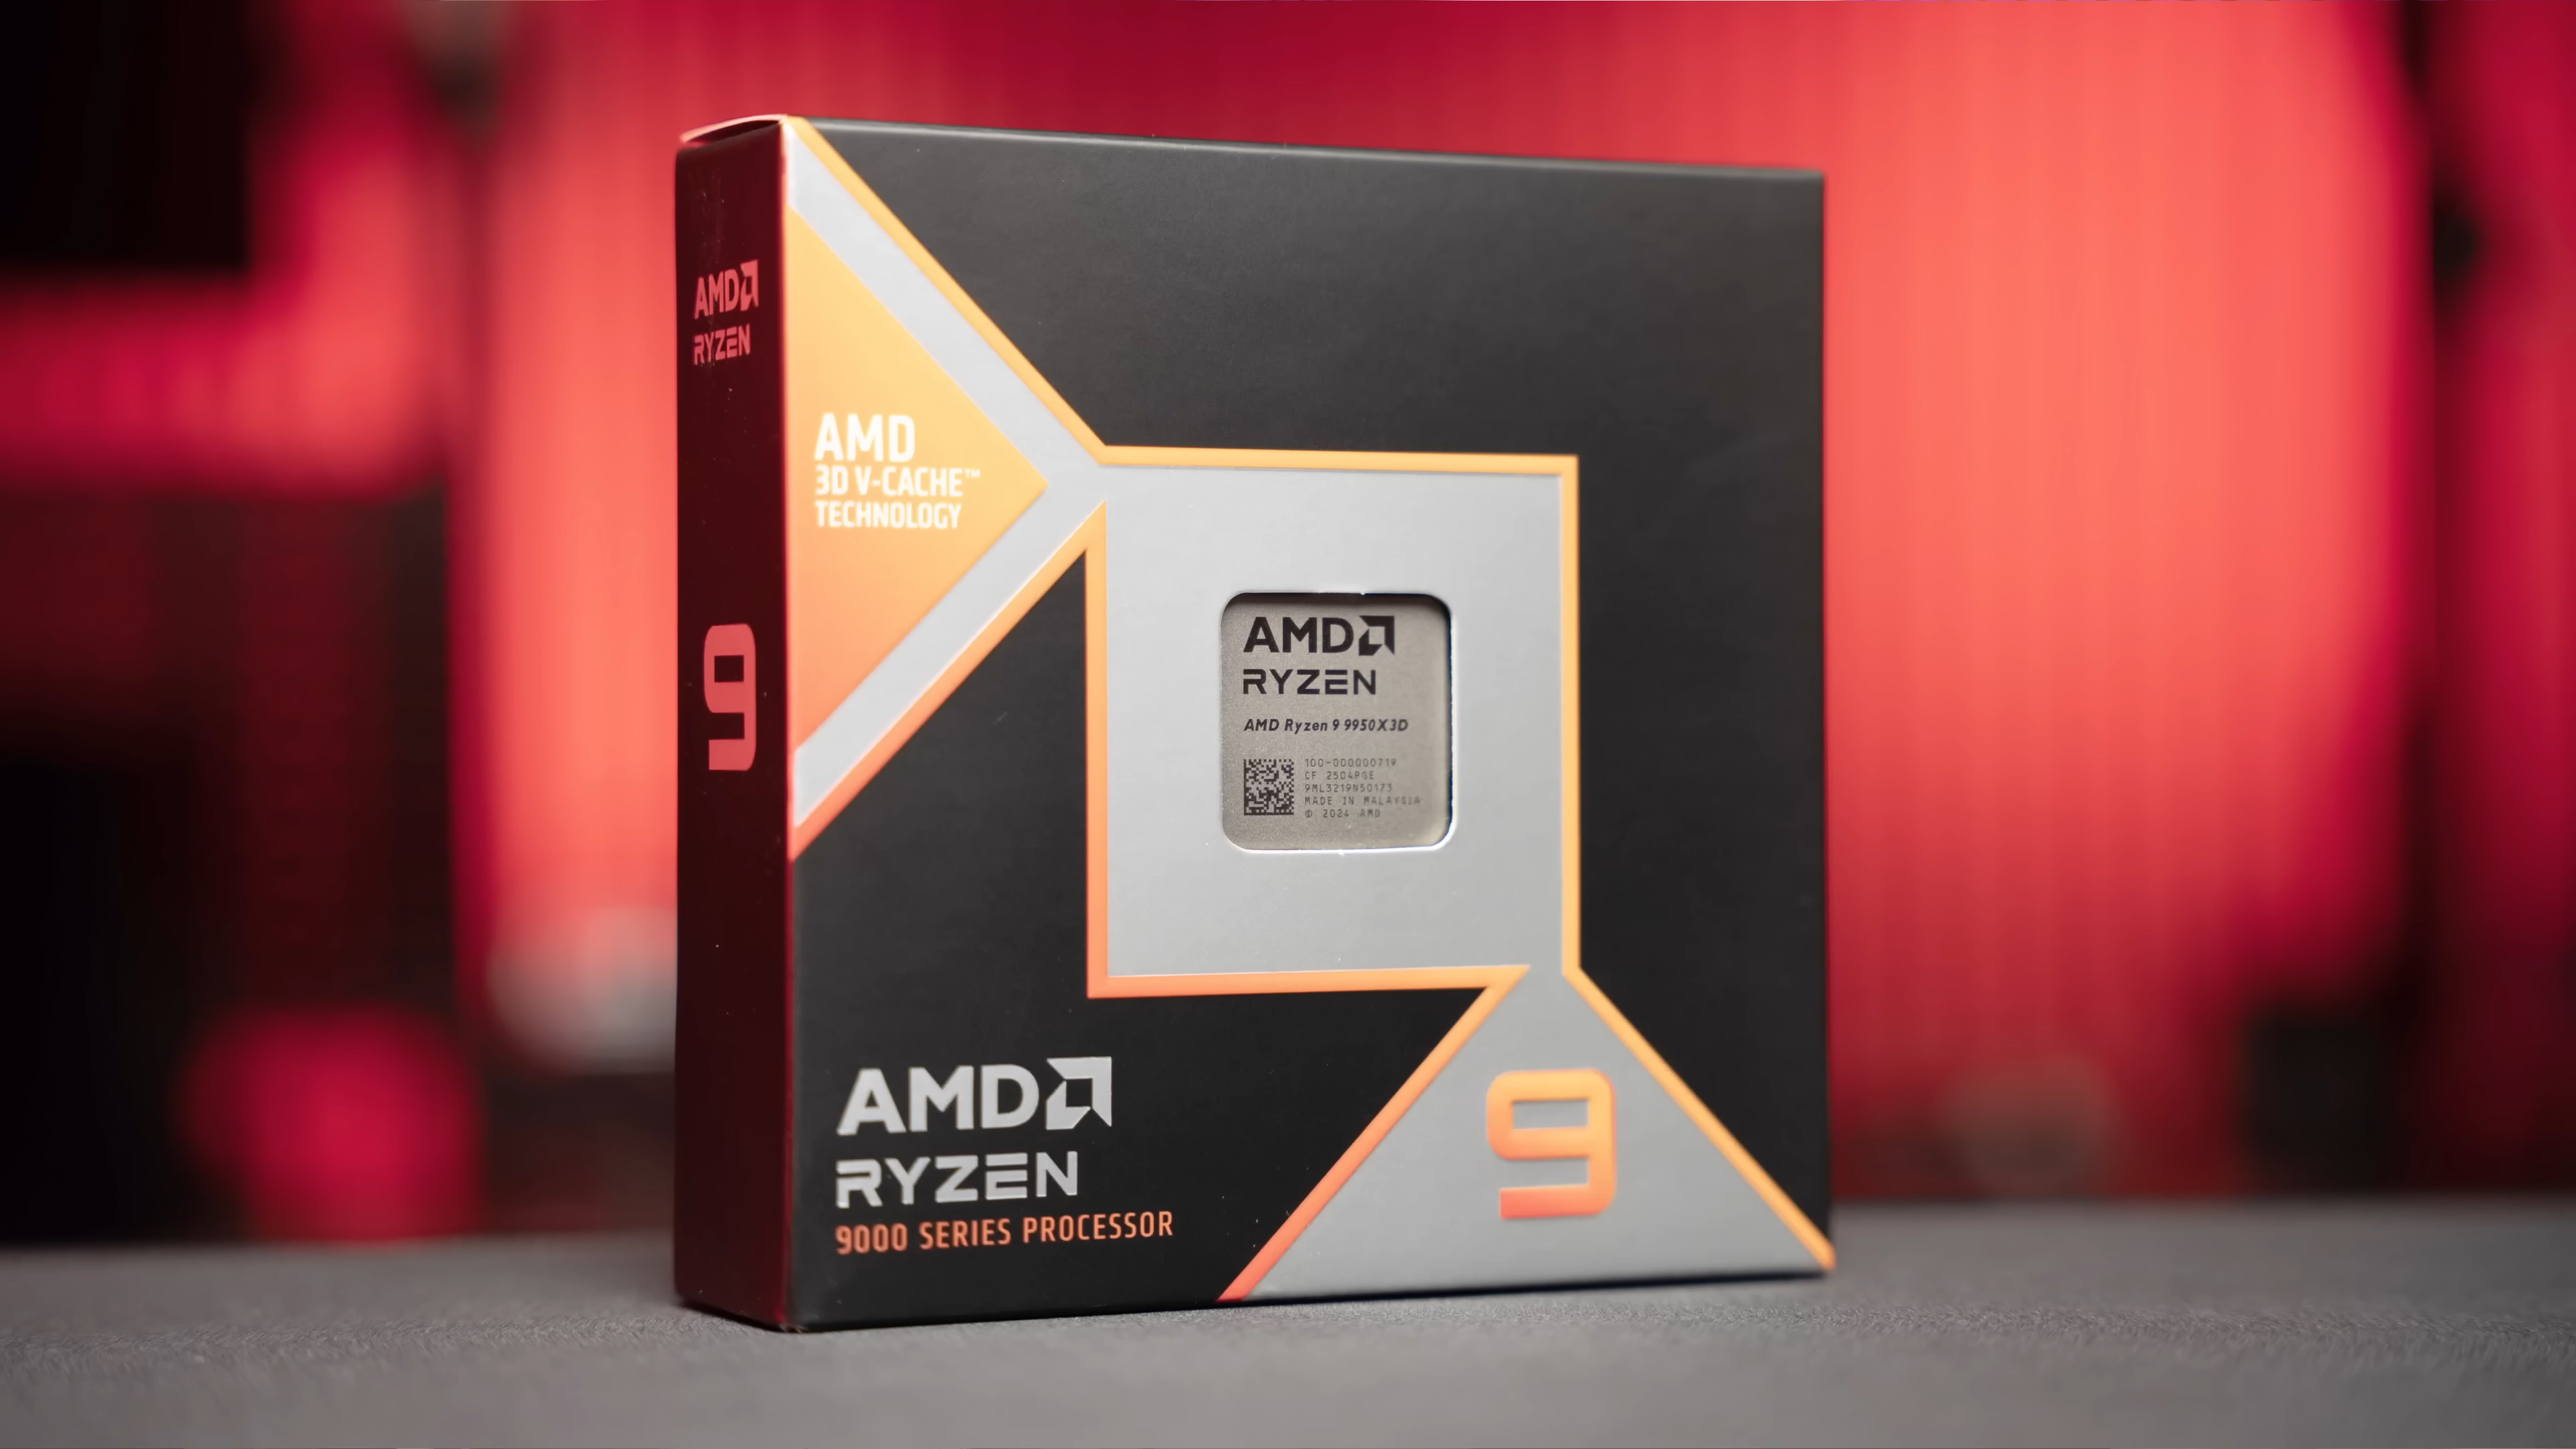 AMD
RYZEN
9
AMD
3D V-CACHE™
TECHNOLOGY
AMD
RYZEN
AMD Ryzen 9 9950X3D
100-000000719
CF 2504PGE
9ML3219N50173
MADE IN MALAYSIA
© 2024 AMD
AMD
RYZEN
9000 SERIES PROCESSOR
9